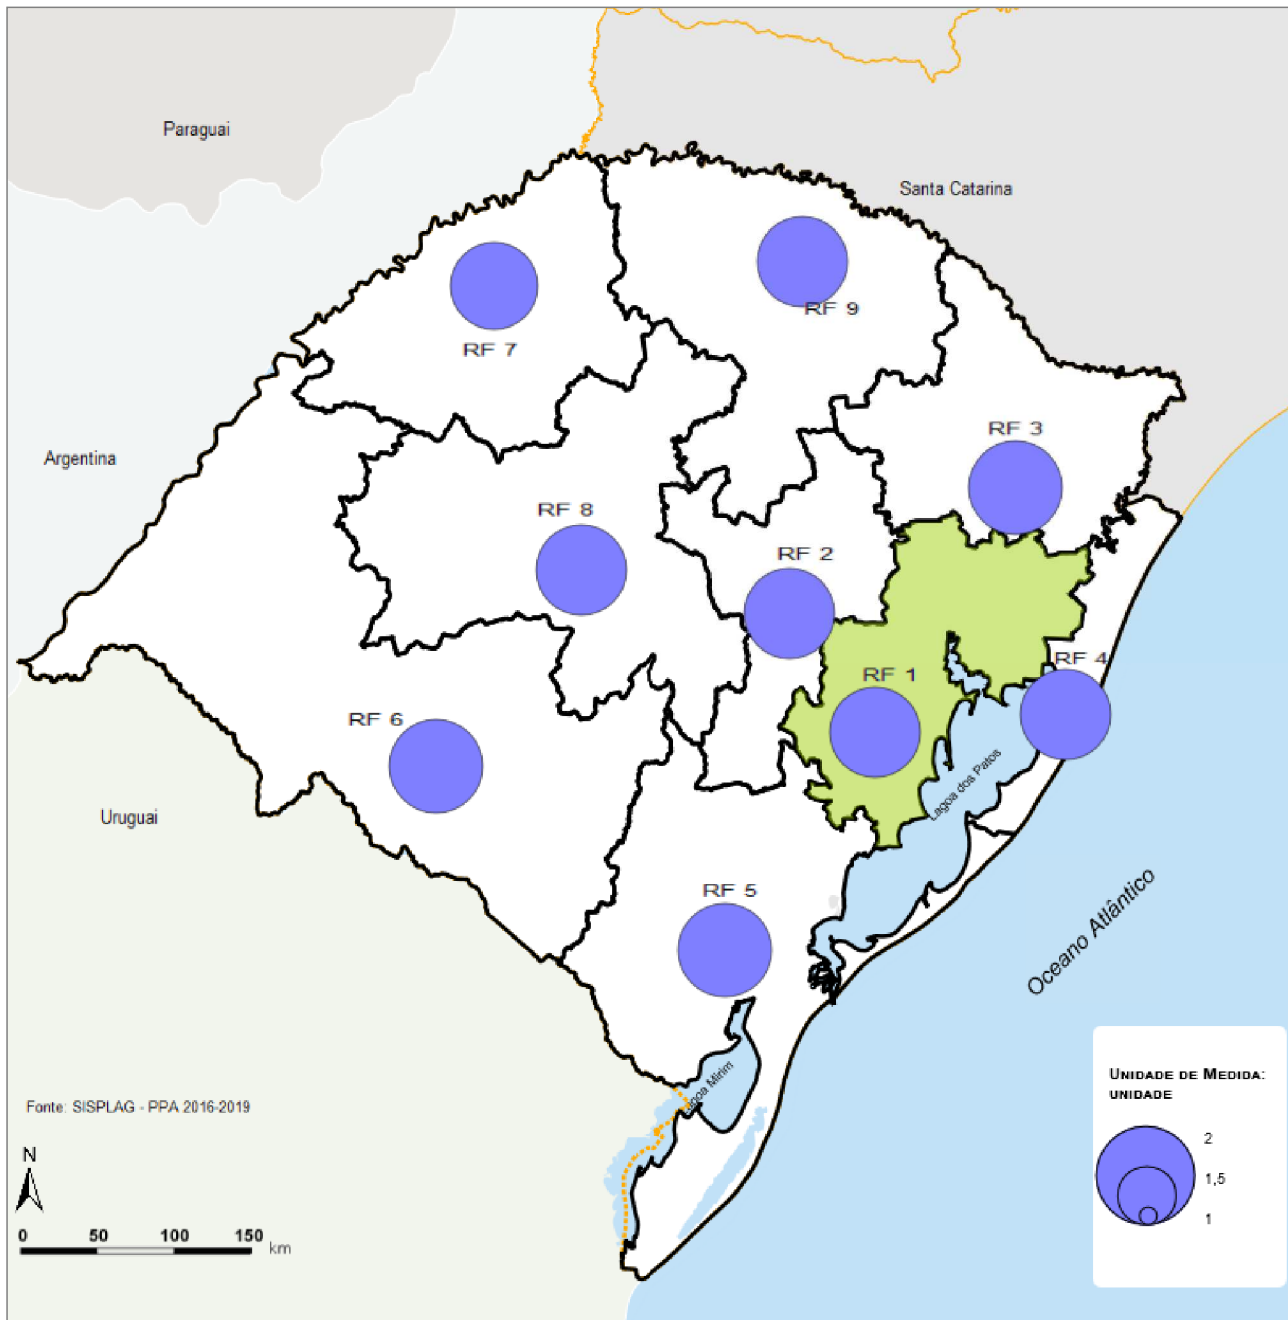 Paraguai
Santa Catarina
RF 9
RF 7
RF 3
Argentina
RF 8
RF 2
RF 4
RF 1
RF 6
Lagoa dos Patos
Uruguai
RF 5
Oceano Atlântico
Lagoa Mirim
Fonte: SISPLAG - PPA 2016-2019
UNIDADE DE MEDIDA:
UNIDADE
2
1,5
1
N
0 50 100 150
km